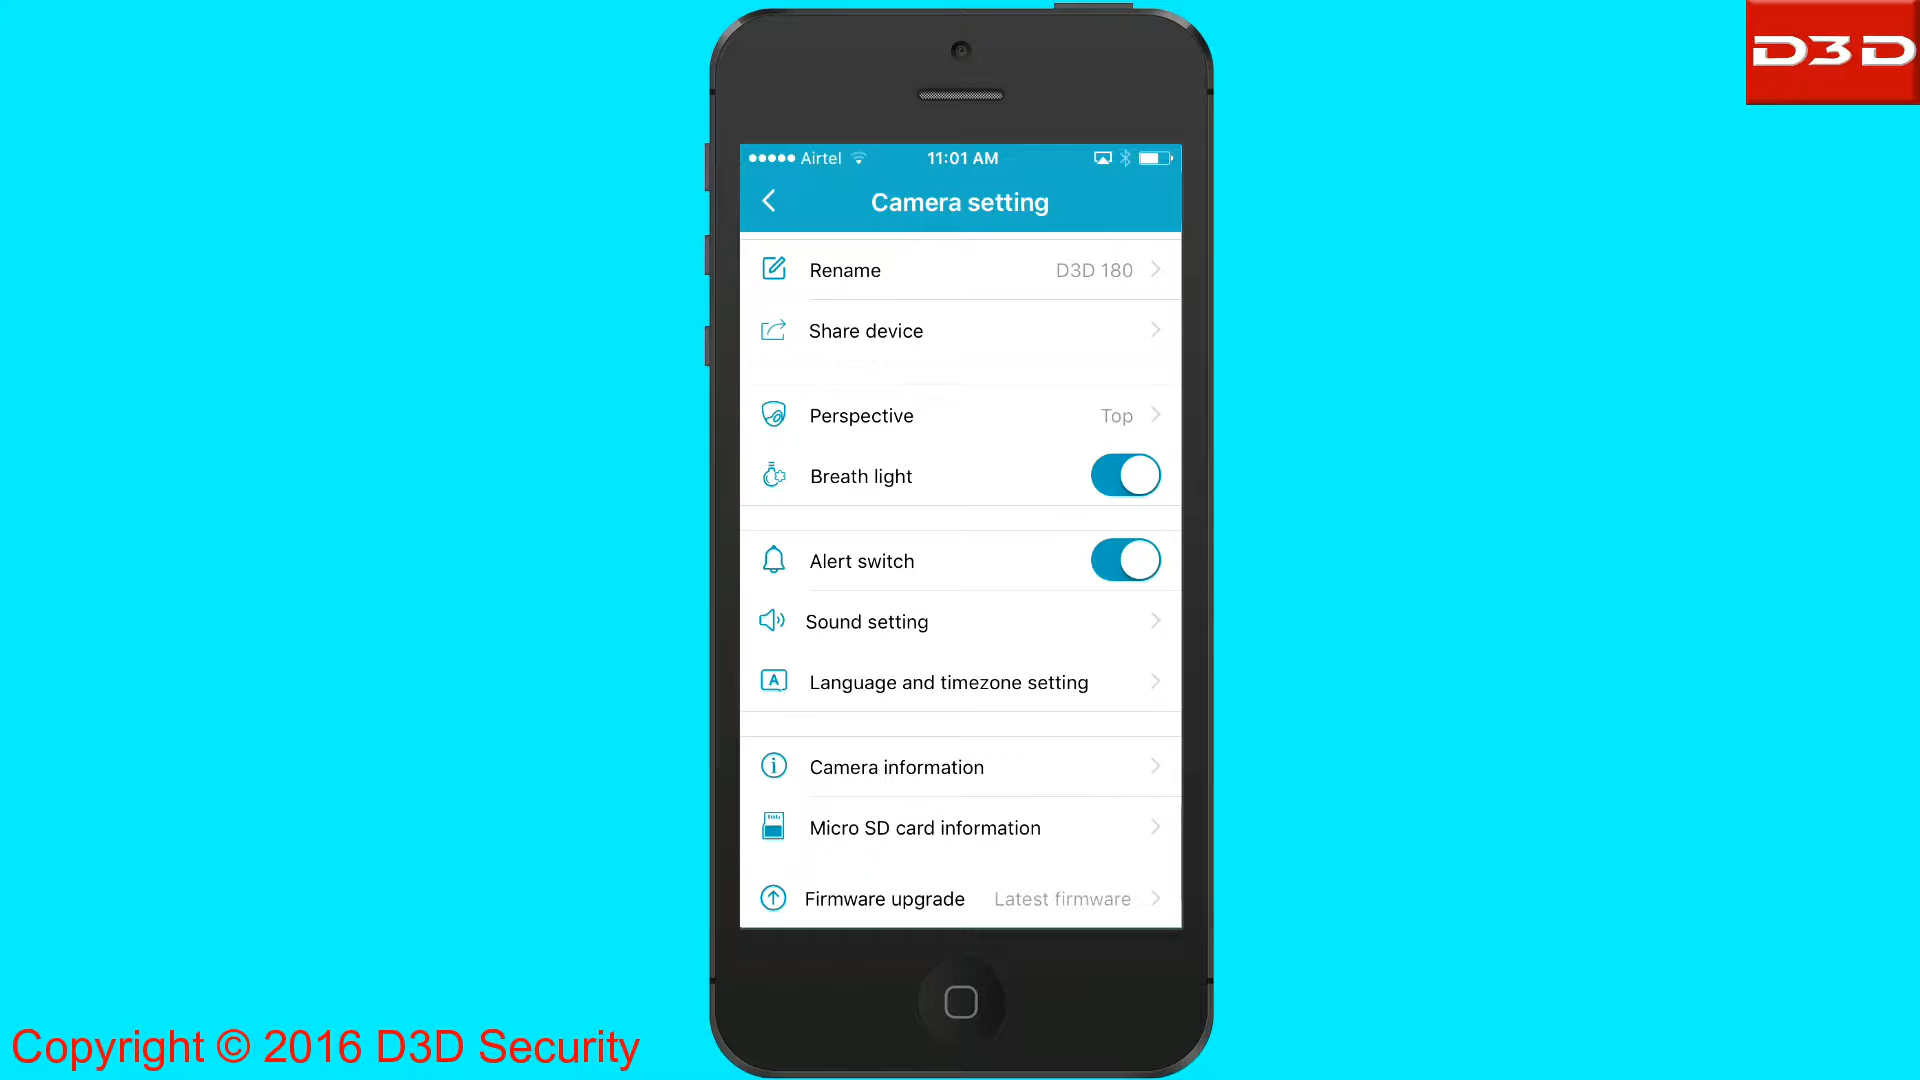 D3D
Airtel 11:01 AM
Camera setting
Rename D3D 180
Share device
Perspective Top
Breath light
Alert switch
Sound setting
A Language and timezone setting
Camera information
Micro SD card information
Firmware upgrade Latest firmware
Copyright © 2016 D3D Security